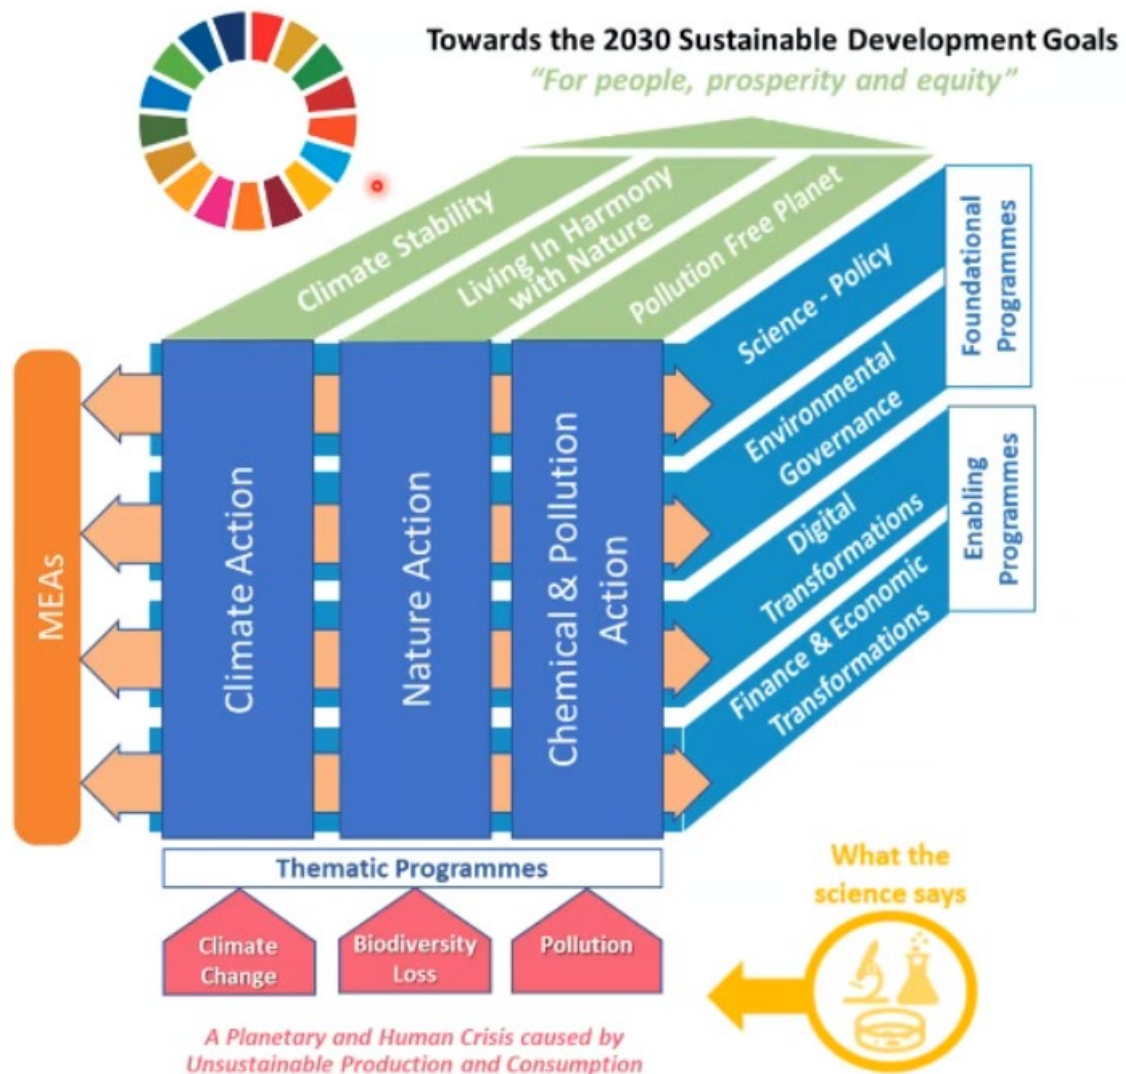 Towards the 2030 Sustainable Development Goals
“For people, prosperity and equity”
Climate Stability
Living In Harmony
with Nature
Pollution Free Planet
Science - Policy
Environmental
Governance
Digital
Transformations
Finance & Economic
Transformations
Foundational
Programmes
Enabling
Programmes
MEAs
Climate Action
Nature Action
Chemical & Pollution
Action
Thematic Programmes
Climate
Change
Biodiversity
Loss
Pollution
What the
science says
A Planetary and Human Crisis caused by
Unsustainable Production and Consumption